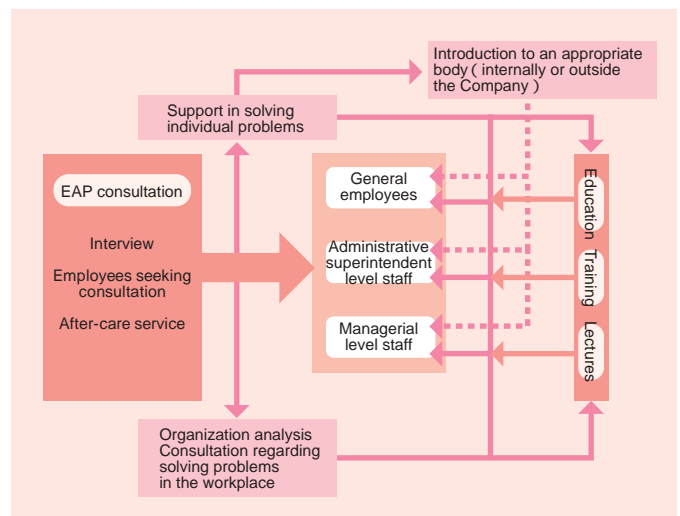 Introduction to an appropriate
body ( internally or outside
the Company )
Support in solving
individual problems
EAP consultation
Interview
Employees seeking
consultation
After-care service
General
employees
Administrative
superintendent
level staff
Managerial
level staff
Education
Training
Lectures
Organization analysis
Consultation regarding
solving problems
in the workplace